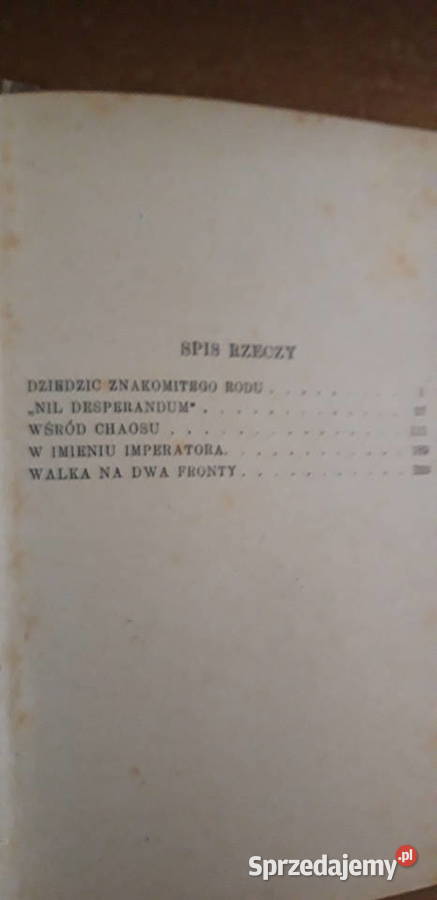 SPIS RZECZY
DZIEDZIC ZNAKOMITEGO RODU . . . . . . .
„NIL DESPERANDUM" . . . . . . . . . .
WŚRÓD CHAOSU . . . . . . . . . . . .
W IMIENIU IMPERATORA. . . . . . . . .
WALKA NA DWA FRONTY . . . . . . . . .
Sprzedajemy.pl